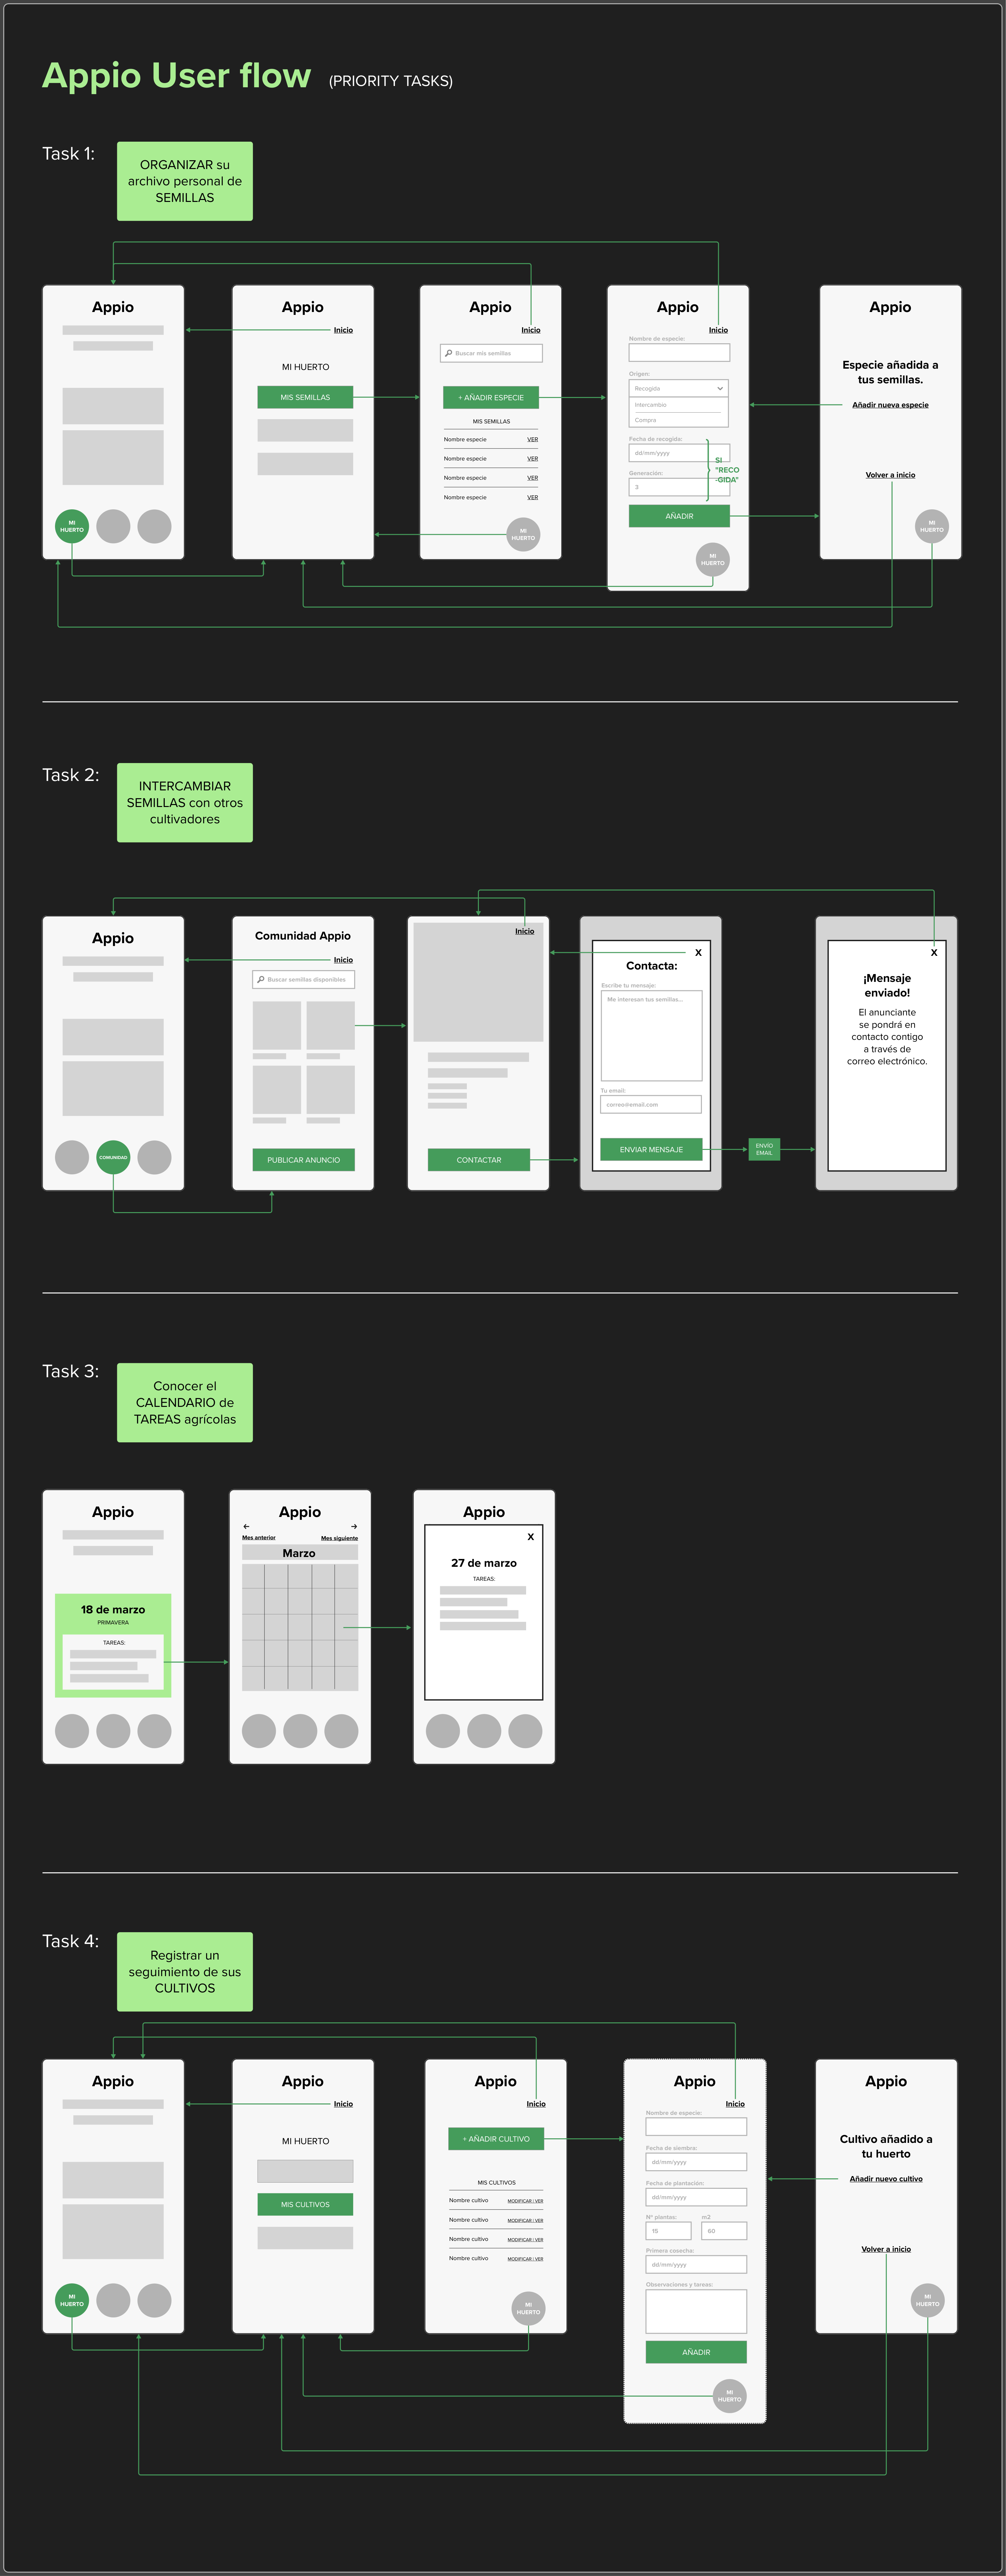 Appio User flow (PRIORITY TASKS)
Task 1:
ORGANIZAR su
archivo personal de
SEMILLAS
Appio
MI
HUERTO
Appio
Inicio
MI HUERTO
MIS SEMILLAS
Appio
Inicio
Buscar mis semillas
+ AÑADIR ESPECIE
MIS SEMILLAS
Nombre especie VER
Nombre especie VER
Nombre especie VER
Nombre especie VER
MI
HUERTO
Appio
Inicio
Nombre de especie:
Origen:
Recogida
Intercambio
Compra
Fecha de recogida:
dd/mm/yyyy
Generación:
3
SI
"RECO
-GIDA"
AÑADIR
MI
HUERTO
Appio
Especie añadida a
tus semillas.
Añadir nueva especie
Volver a inicio
MI
HUERTO
Task 2:
INTERCAMBIAR
SEMILLAS con otros
cultivadores
Appio
COMUNIDAD
Comunidad Appio
Inicio
Buscar semillas disponibles
PUBLICAR ANUNCIO
Inicio
CONTACTAR
X
Contacta:
Escribe tu mensaje:
Me interesan tus semillas...
Tu email:
correo@email.com
ENVIAR MENSAJE
ENVÍO
EMAIL
X
¡Mensaje
enviado!
El anunciante
se pondrá en
contacto contigo
a través de
correo electrónico.
Task 3:
Conocer el
CALENDARIO de
TAREAS agrícolas
Appio
18 de marzo
PRIMAVERA
TAREAS:
Appio
Mes anterior Mes siguiente
Marzo
Appio
X
27 de marzo
TAREAS:
Task 4:
Registrar un
seguimiento de sus
CULTIVOS
Appio
MI
HUERTO
Appio
Inicio
MI HUERTO
MIS CULTIVOS
Appio
Inicio
+ AÑADIR CULTIVO
MIS CULTIVOS
Nombre cultivo MODIFICAR | VER
Nombre cultivo MODIFICAR | VER
Nombre cultivo MODIFICAR | VER
Nombre cultivo MODIFICAR | VER
MI
HUERTO
Appio
Inicio
Nombre de especie:
Fecha de siembra:
dd/mm/yyyy
Fecha de plantación:
dd/mm/yyyy
Nº plantas: m2
15 60
Primera cosecha:
dd/mm/yyyy
Observaciones y tareas:
AÑADIR
MI
HUERTO
Appio
Cultivo añadido a
tu huerto
Añadir nuevo cultivo
Volver a inicio
MI
HUERTO